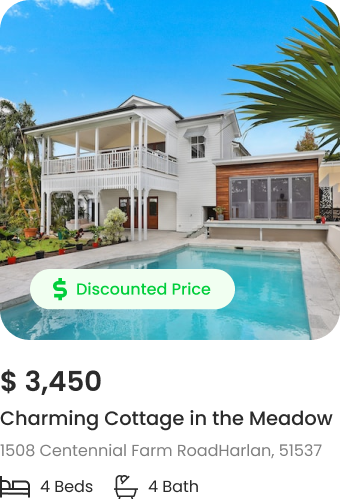 $ Discounted Price
$ 3,450
Charming Cottage in the Meadow
1508 Centennial Farm RoadHarlan, 51537
4 Beds 4 Bath